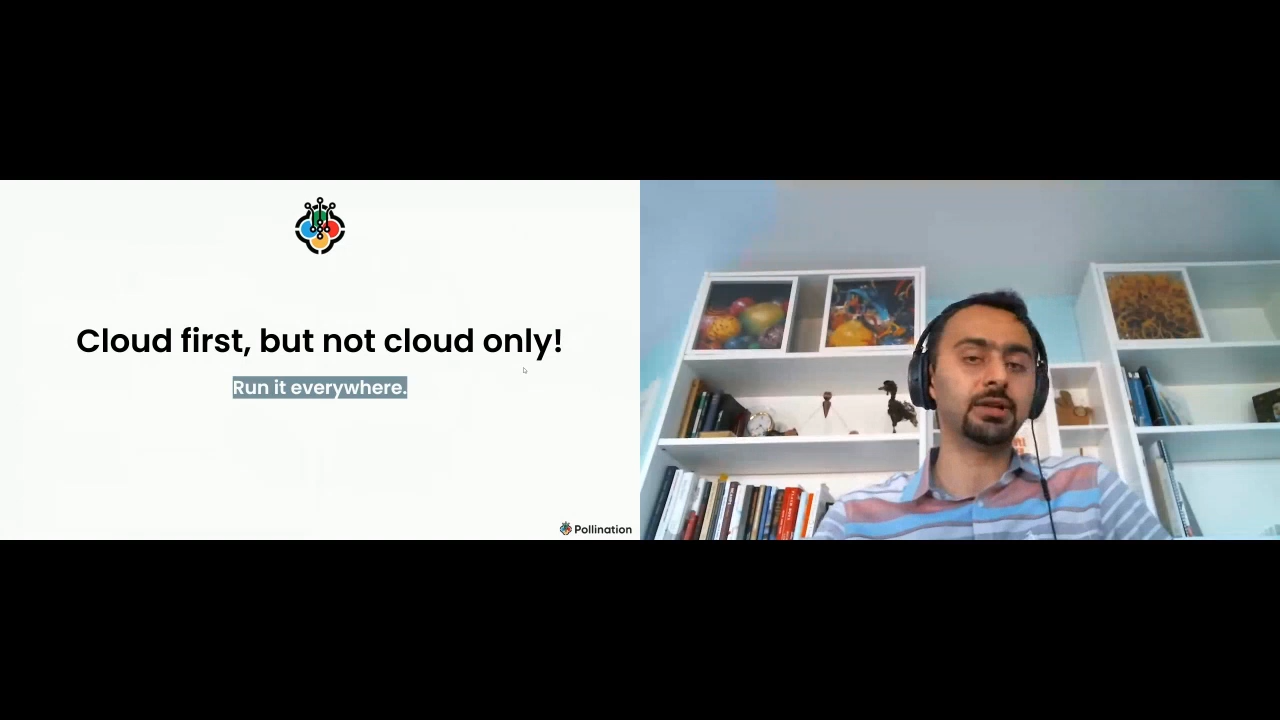 Cloud first, but not cloud only!
Run it everywhere.
Pollination